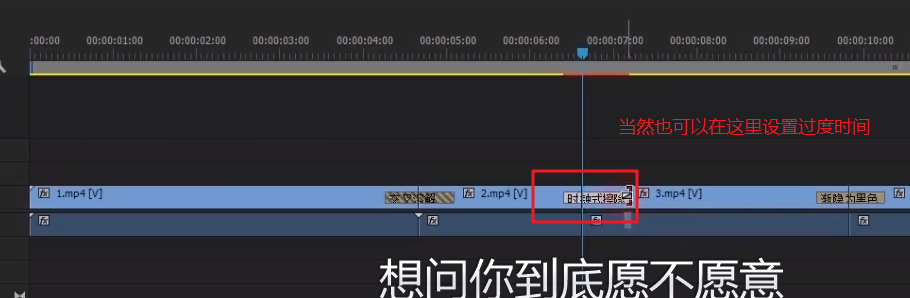 :00:00 00:00:01:00 00:00:02:00 00:00:03:00 00:00:04:00 00:00:05:00 00:00:06:00 00:00:07:00 00:00:08:00 00:00:09:00 00:00:10:00
当然也可以在这里设置过度时间
fx 1.mp4 [V] fx 2.mp4 [V] 时钟式擦除 fx 3.mp4 [V] 渐隐为黑色 fx
fx fx fx fx
想问你到底愿不愿意